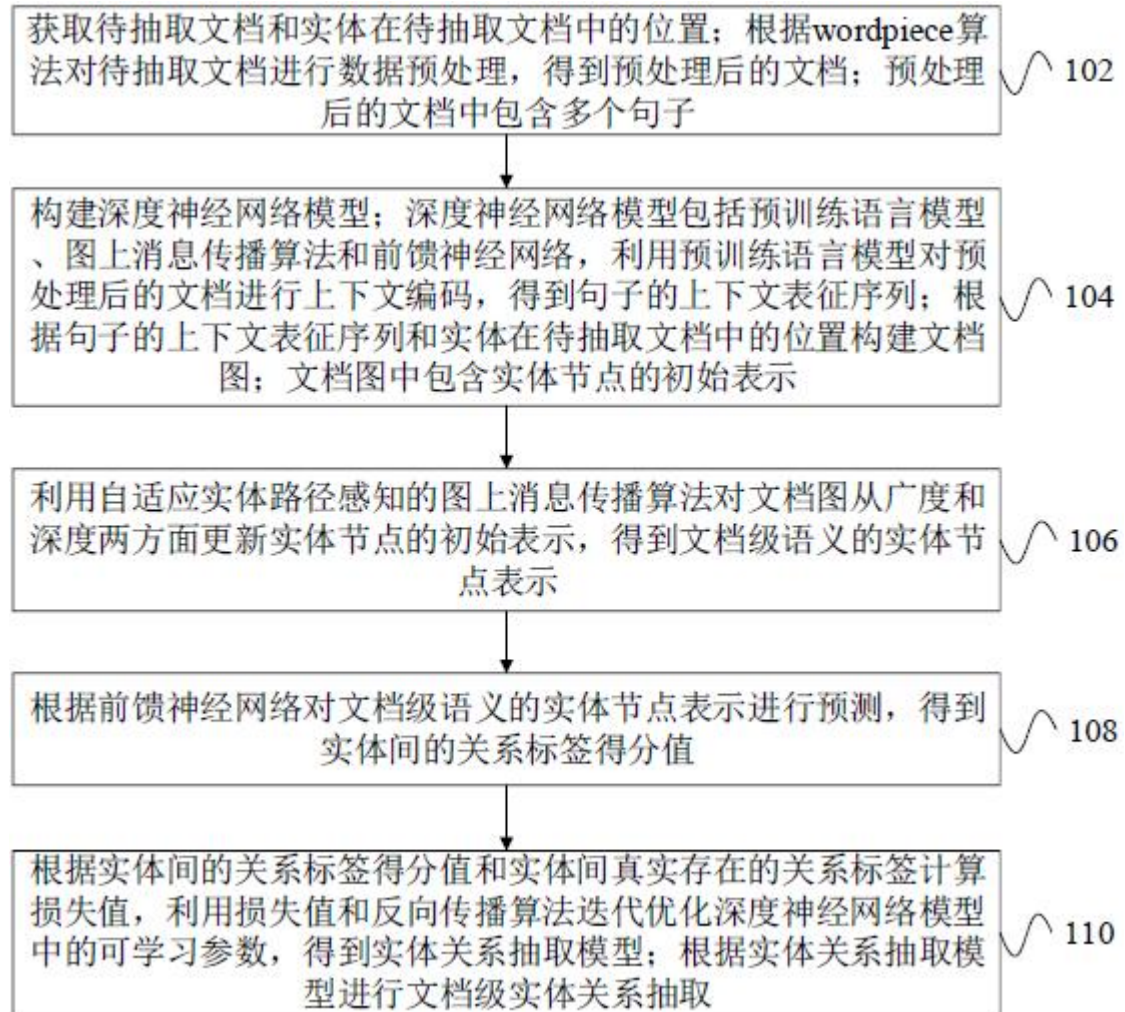 获取待抽取文档和实体在待抽取文档中的位置；根据wordpiece算
法对待抽取文档进行数据预处理，得到预处理后的文档；预处理
后的文档中包含多个句子
102
构建深度神经网络模型；深度神经网络模型包括预训练语言模型
、图上消息传播算法和前馈神经网络，利用预训练语言模型对预
处理后的文档进行上下文编码，得到句子的上下文表征序列；根
据句子的上下文表征序列和实体在待抽取文档中的位置构建文档
图；文档图中包含实体节点的初始表示
104
利用自适应实体路径感知的图上消息传播算法对文档图从广度和
深度两方面更新实体节点的初始表示，得到文档级语义的实体节
点表示
106
根据前馈神经网络对文档级语义的实体节点表示进行预测，得到
实体间的关系标签得分值
108
根据实体间的关系标签得分值和实体间真实存在的关系标签计算
损失值，利用损失值和反向传播算法迭代优化深度神经网络模型
中的可学习参数，得到实体关系抽取模型；根据实体关系抽取模
型进行文档级实体关系抽取
110